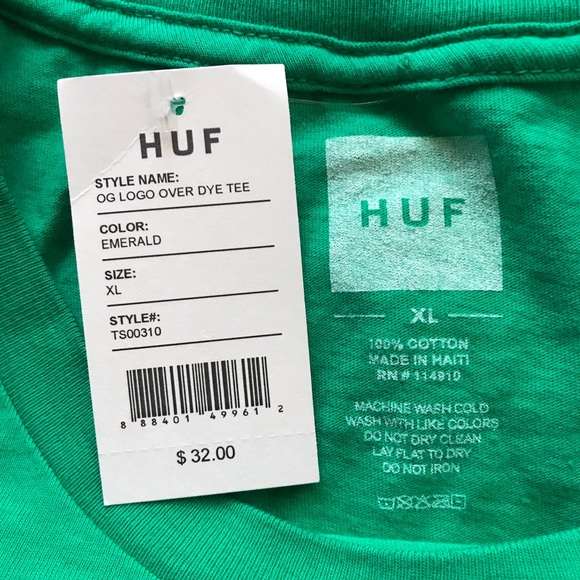 HUF
STYLE NAME:
OG LOGO OVER DYE TEE
COLOR:
EMERALD
SIZE:
XL
STYLE#:
TS00310
8 88401 49961 2
$ 32.00
HUF
XL
100% COTTON
MADE IN HAITI
RN # 114910
MACHINE WASH COLD
WASH WITH LIKE COLORS
DO NOT DRY CLEAN
LAY FLAT TO DRY
DO NOT IRON